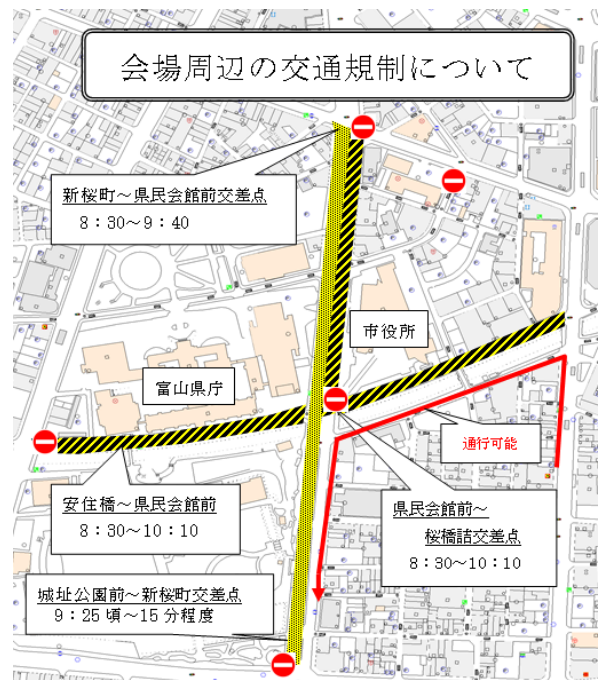 会場周辺の交通規制について
新桜町～県民会館前交差点
8：30～9：40
市役所
富山県庁
通行可能
安住橋～県民会館前
8：30～10：10
県民会館前～
桜橋詰交差点
8：30～10：10
城址公園前～新桜町交差点
9：25頃～15分程度